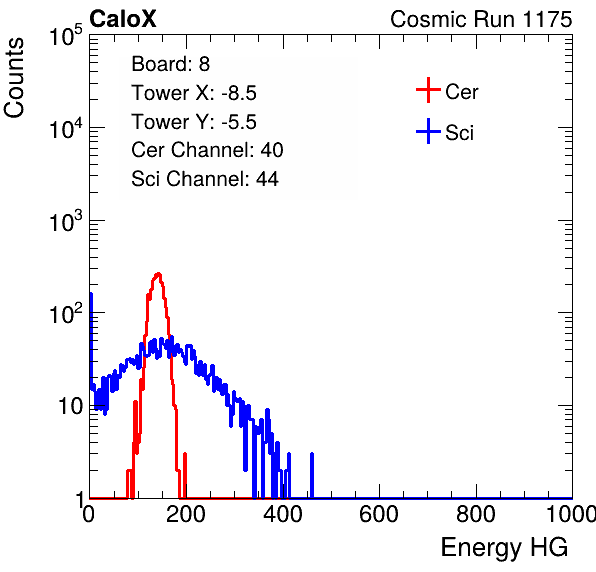 CaloX Cosmic Run 1175
Counts
10^5
10^4
10^3
10^2
10
1
Board: 8
Tower X: -8.5
Tower Y: -5.5
Cer Channel: 40
Sci Channel: 44
Cer
Sci
0 200 400 600 800 1000
Energy HG